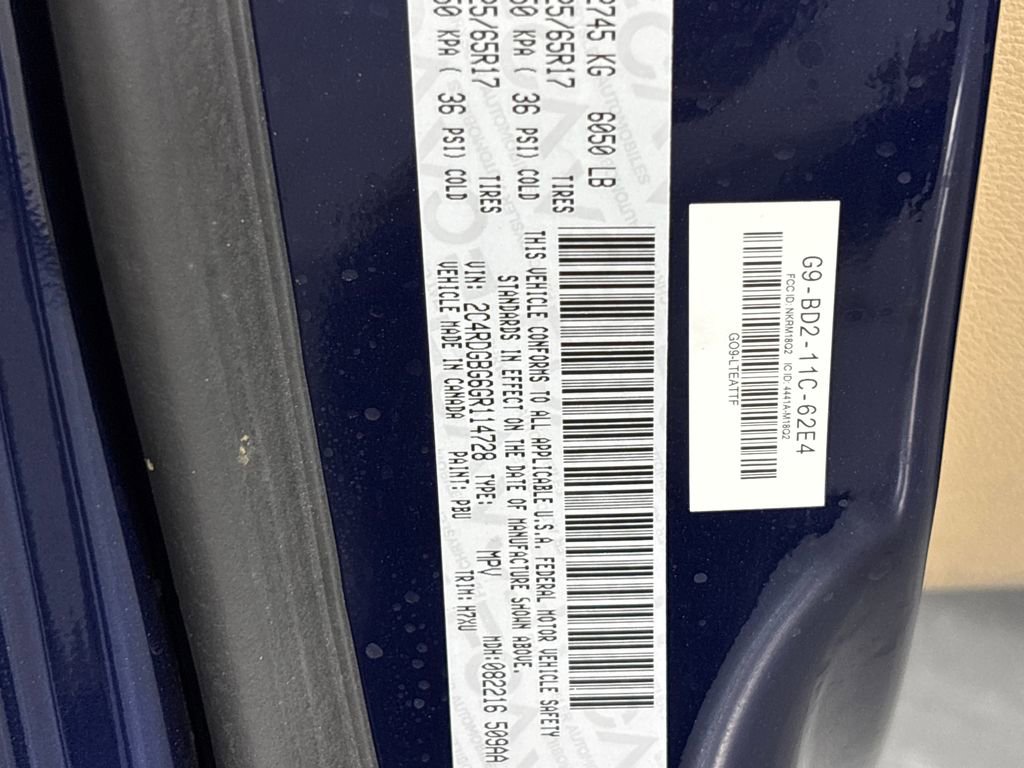 2745 KG 6050 LB
25/65R17 TIRES
50 KPA ( 36 PSI) COLD
25/65R17 TIRES
50 KPA ( 36 PSI) COLD
THIS VEHICLE CONFORMS TO ALL APPLICABLE U.S.A. FEDERAL MOTOR VEHICLE SAFETY
STANDARDS IN EFFECT ON THE DATE OF MANUFACTURE SHOWN ABOVE.
VIN: 2C4RDGBG6GR114728 TYPE: MPV MDH:082216 509AA
VEHICLE MADE IN CANADA PAINT: PBU TRIM: H7XU
G9-BD2-11C-62E4
FCC ID:NKRM18Q2 IC ID: 4441A-M18Q2
GO9-LTEATTF